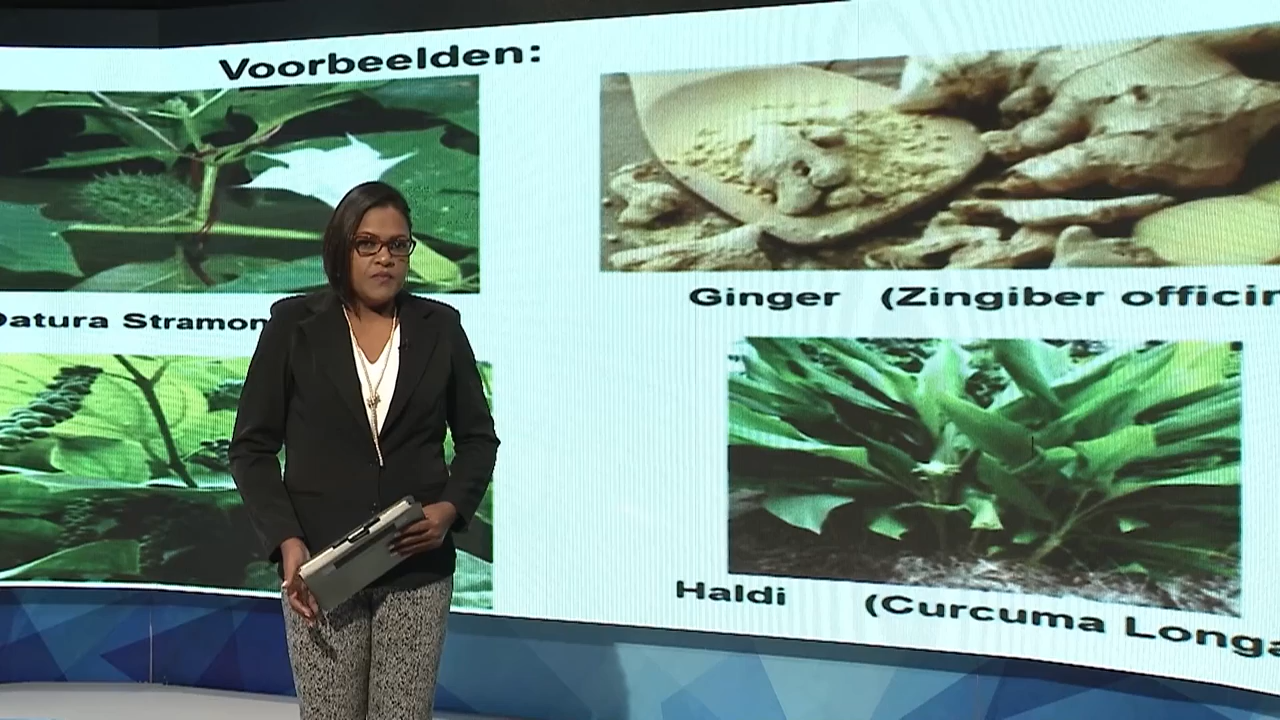 Voorbeelden:
Datura Stramon
Ginger (Zingiber officin
Haldi (Curcuma Longa